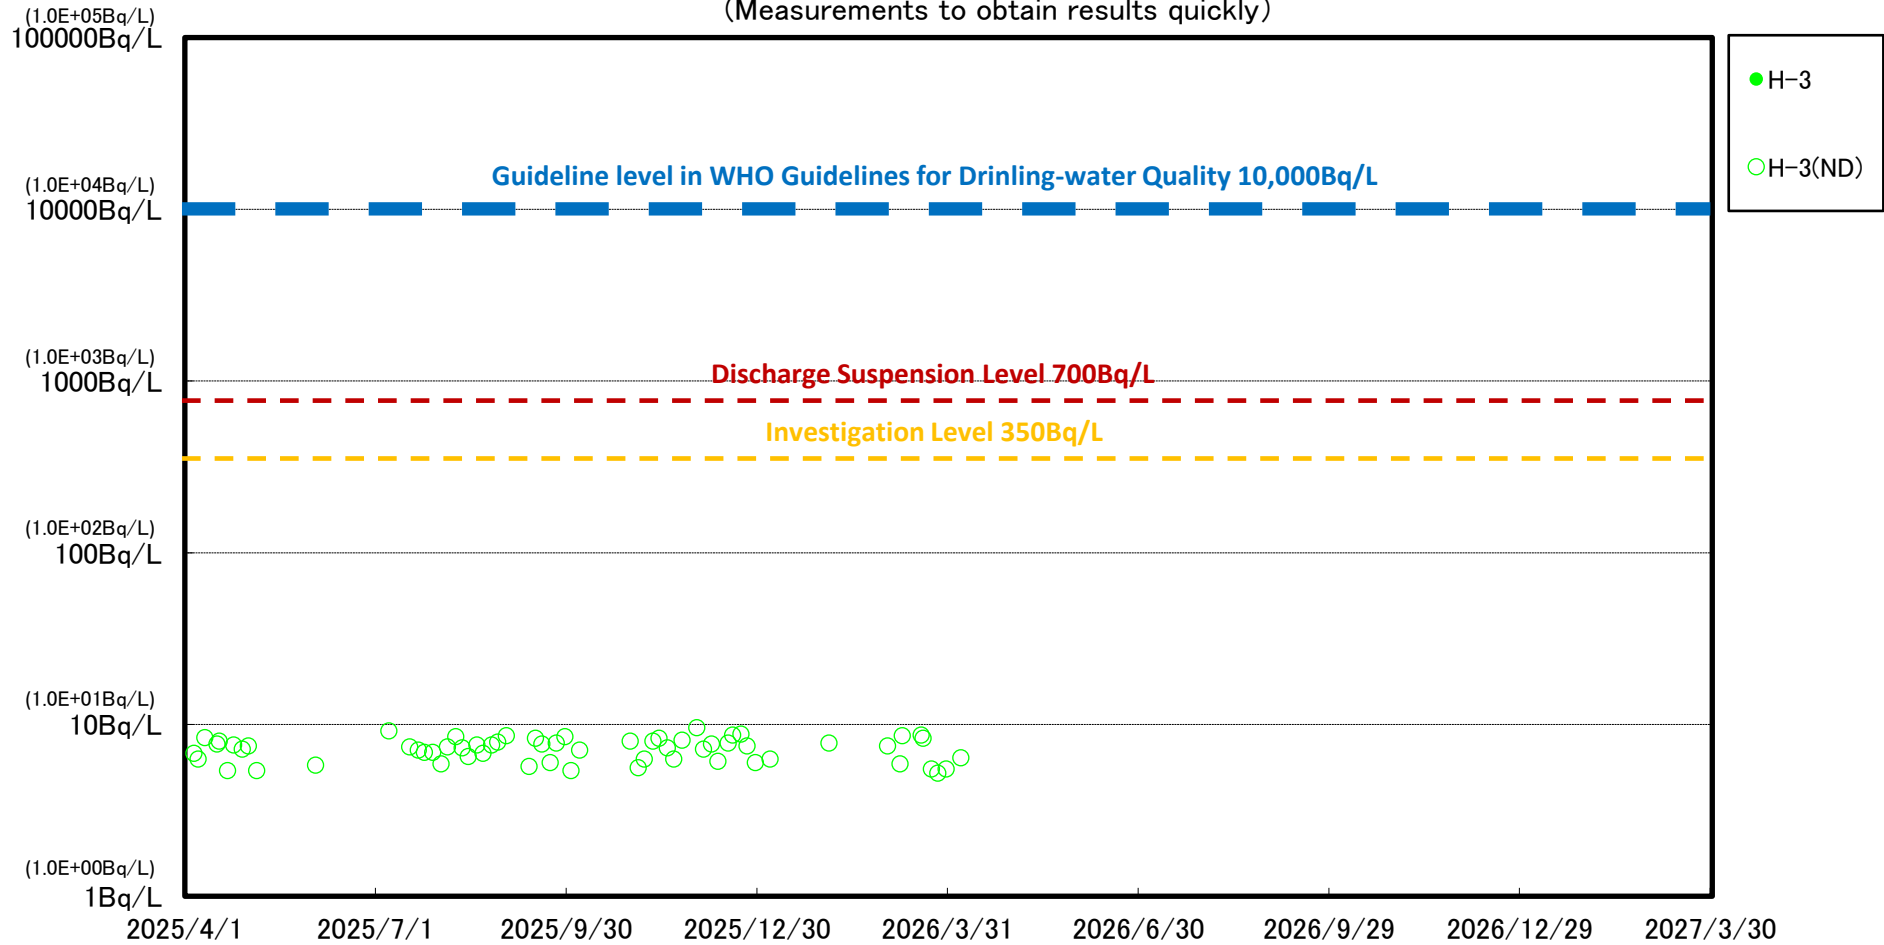 (Measurements to obtain results quickly)
(1.0E+05Bq/L)
100000Bq/L
H-3
H-3(ND)
Guideline level in WHO Guidelines for Drinling-water Quality 10,000Bq/L
(1.0E+04Bq/L)
10000Bq/L
(1.0E+03Bq/L)
1000Bq/L
Discharge Suspension Level 700Bq/L
Investigation Level 350Bq/L
(1.0E+02Bq/L)
100Bq/L
(1.0E+01Bq/L)
10Bq/L
(1.0E+00Bq/L)
1Bq/L
2025/4/1 2025/7/1 2025/9/30 2025/12/30 2026/3/31 2026/6/30 2026/9/29 2026/12/29 2027/3/30